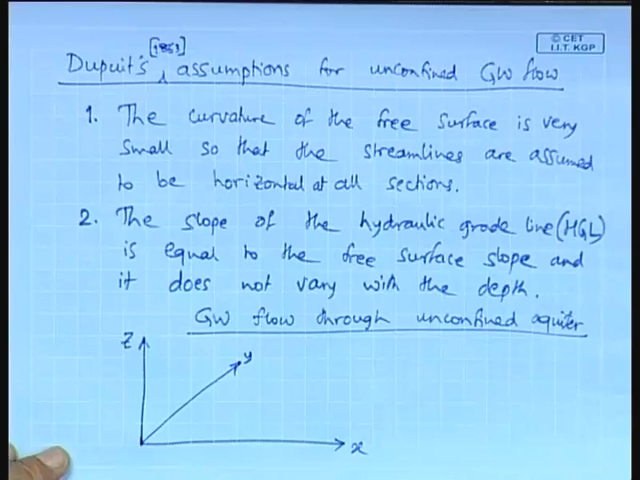 © CET
I.I.T. KGP
[1863]
Dupuit's ∧ assumptions for unconfined GW flow
1. The curvature of the free surface is very
small so that the streamlines are assumed
to be horizontal at all sections.
2. The slope of the hydraulic grade line (HGL)
is equal to the free surface slope and
it does not vary with the depth.
GW flow through unconfined aquifer
z
y
x